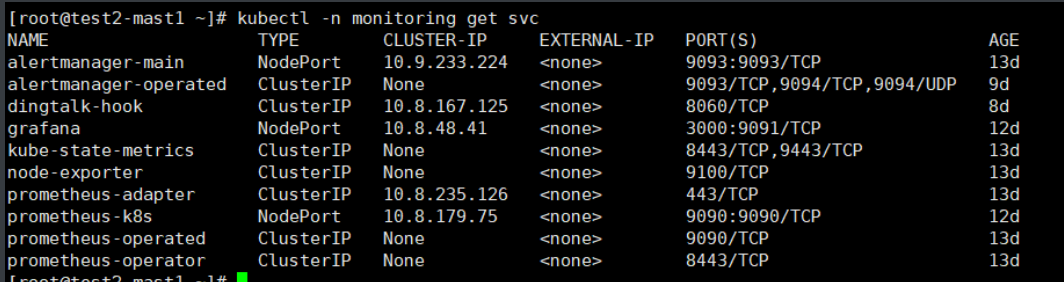 [root@test2-mast1 ~]# kubectl -n monitoring get svc
NAME TYPE CLUSTER-IP EXTERNAL-IP PORT(S) AGE
alertmanager-main NodePort 10.9.233.224 <none> 9093:9093/TCP 13d
alertmanager-operated ClusterIP None <none> 9093/TCP,9094/TCP,9094/UDP 9d
dingtalk-hook ClusterIP 10.8.167.125 <none> 8060/TCP 8d
grafana NodePort 10.8.48.41 <none> 3000:9091/TCP 12d
kube-state-metrics ClusterIP None <none> 8443/TCP,9443/TCP 13d
node-exporter ClusterIP None <none> 9100/TCP 13d
prometheus-adapter ClusterIP 10.8.235.126 <none> 443/TCP 13d
prometheus-k8s NodePort 10.8.179.75 <none> 9090:9090/TCP 12d
prometheus-operated ClusterIP None <none> 9090/TCP 13d
prometheus-operator ClusterIP None <none> 8443/TCP 13d
[root@test2-mast1 ~]#